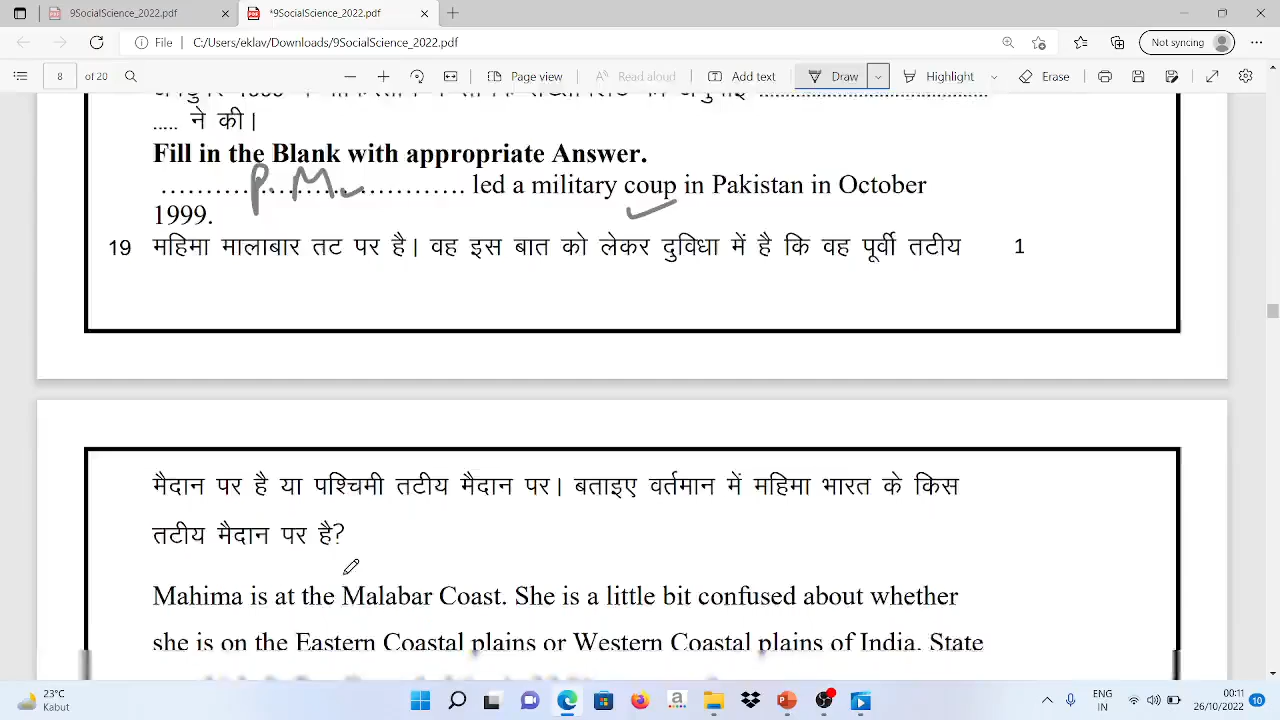 9SocialScience_2022.pdf
*9SocialScience_2022.pdf
File C:/Users/eklav/Downloads/9SocialScience_2022.pdf Not syncing
8 of 20 Page view Read aloud Add text Draw Highlight Erase
..... ने की।
Fill in the Blank with appropriate Answer.
P.M. led a military coup in Pakistan in October
1999.
19 महिमा मालाबार तट पर है। वह इस बात को लेकर दुविधा में है कि वह पूर्वी तटीय 1
मैदान पर है या पश्चिमी तटीय मैदान पर। बताइए वर्तमान में महिमा भारत के किस
तटीय मैदान पर है?
Mahima is at the Malabar Coast. She is a little bit confused about whether
she is on the Eastern Coastal plains or Western Coastal plains of India. State
23°C
Kabut
ENG
IN
00:11
26/10/2022
10